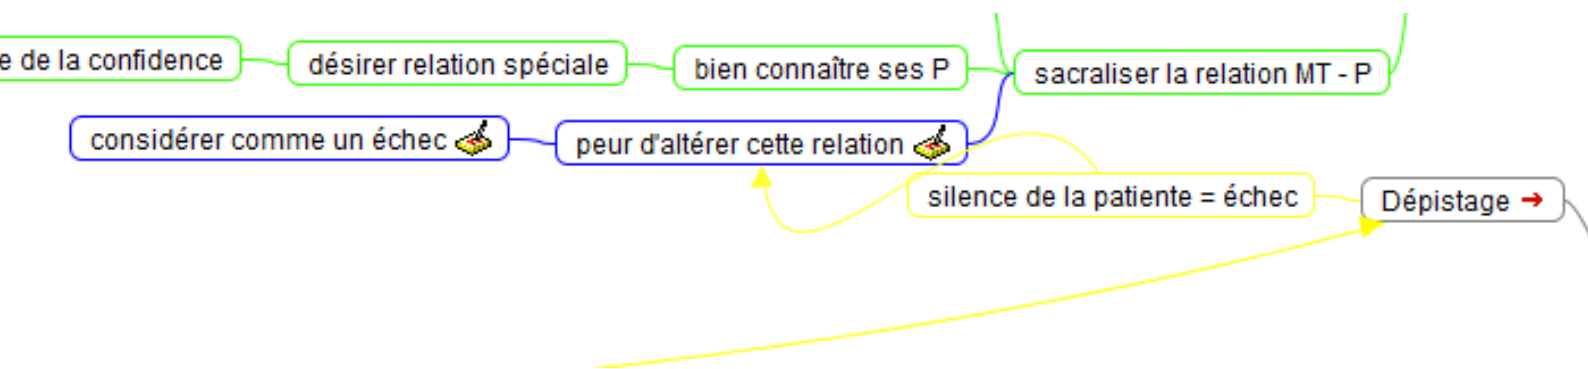 e de la confidence
désirer relation spéciale
bien connaître ses P
sacraliser la relation MT - P
considérer comme un échec
peur d'altérer cette relation
silence de la patiente = échec
Dépistage